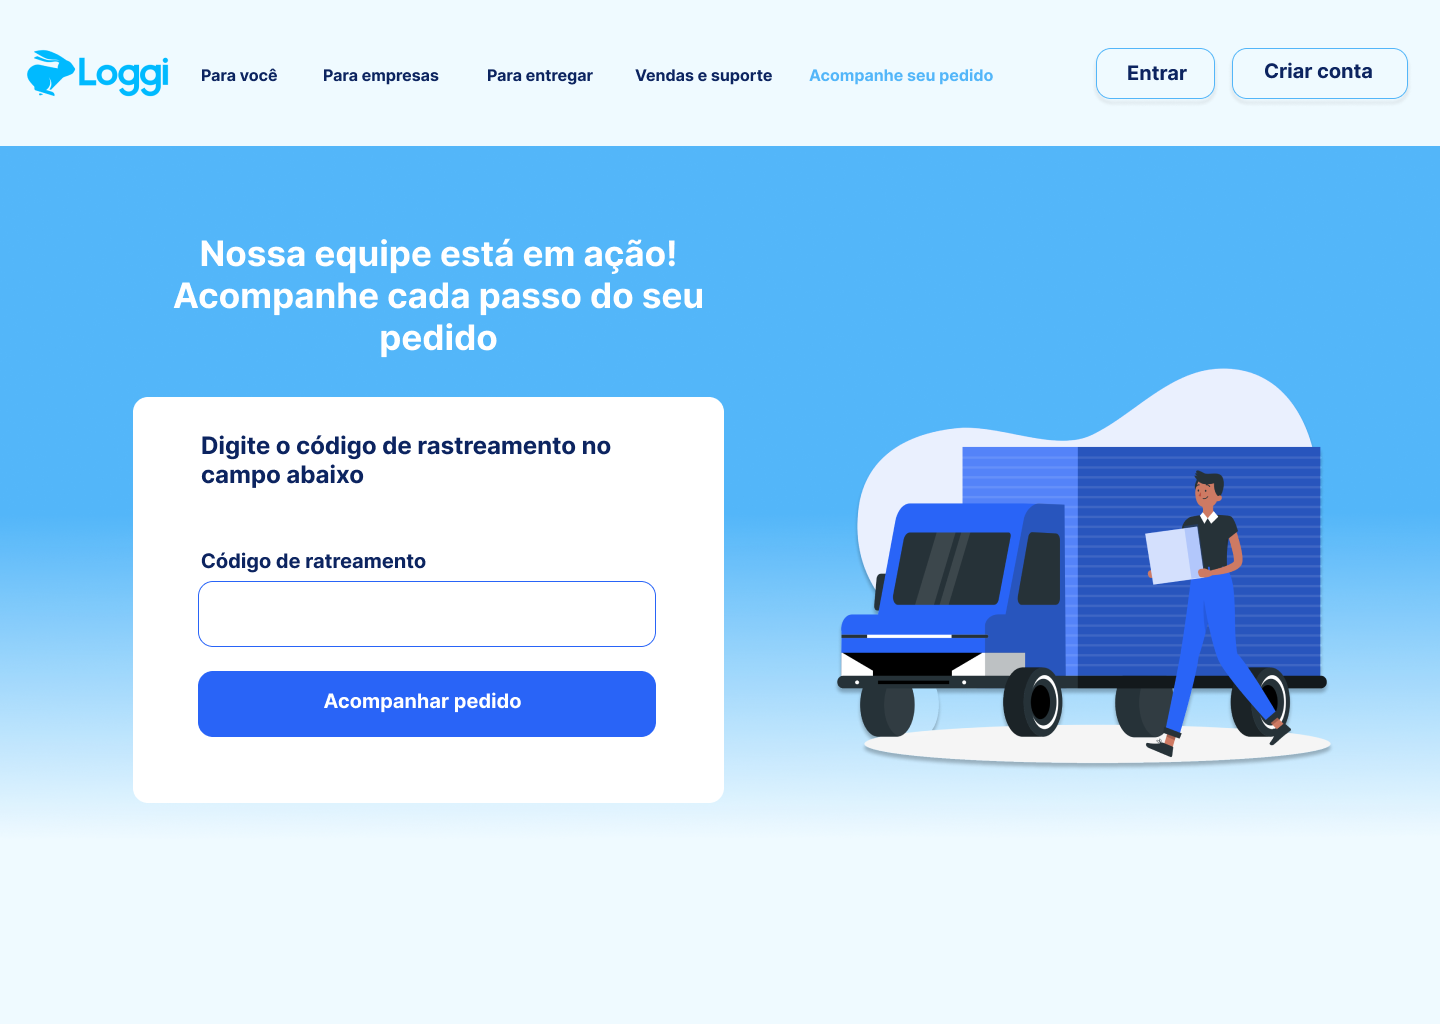 Loggi
Para você
Para empresas
Para entregar
Vendas e suporte
Acompanhe seu pedido
Entrar
Criar conta
Nossa equipe está em ação!
Acompanhe cada passo do seu
pedido
Digite o código de rastreamento no
campo abaixo
Código de ratreamento
Acompanhar pedido